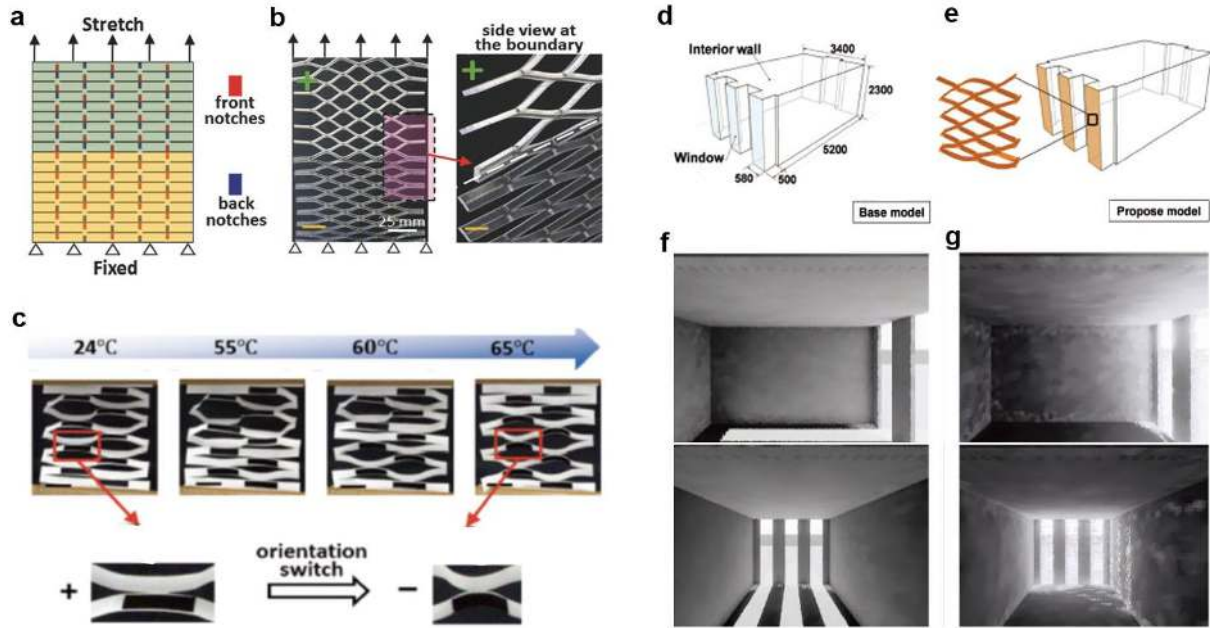 a
Stretch
front
notches
back
notches
Fixed
b
side view at
the boundary
+
+
25 mm
c
24°C
55°C
60°C
65°C
+
orientation
switch
−
d
Interior wall
3400
2300
Window
5200
580
500
Base model
e
Propose model
f
g